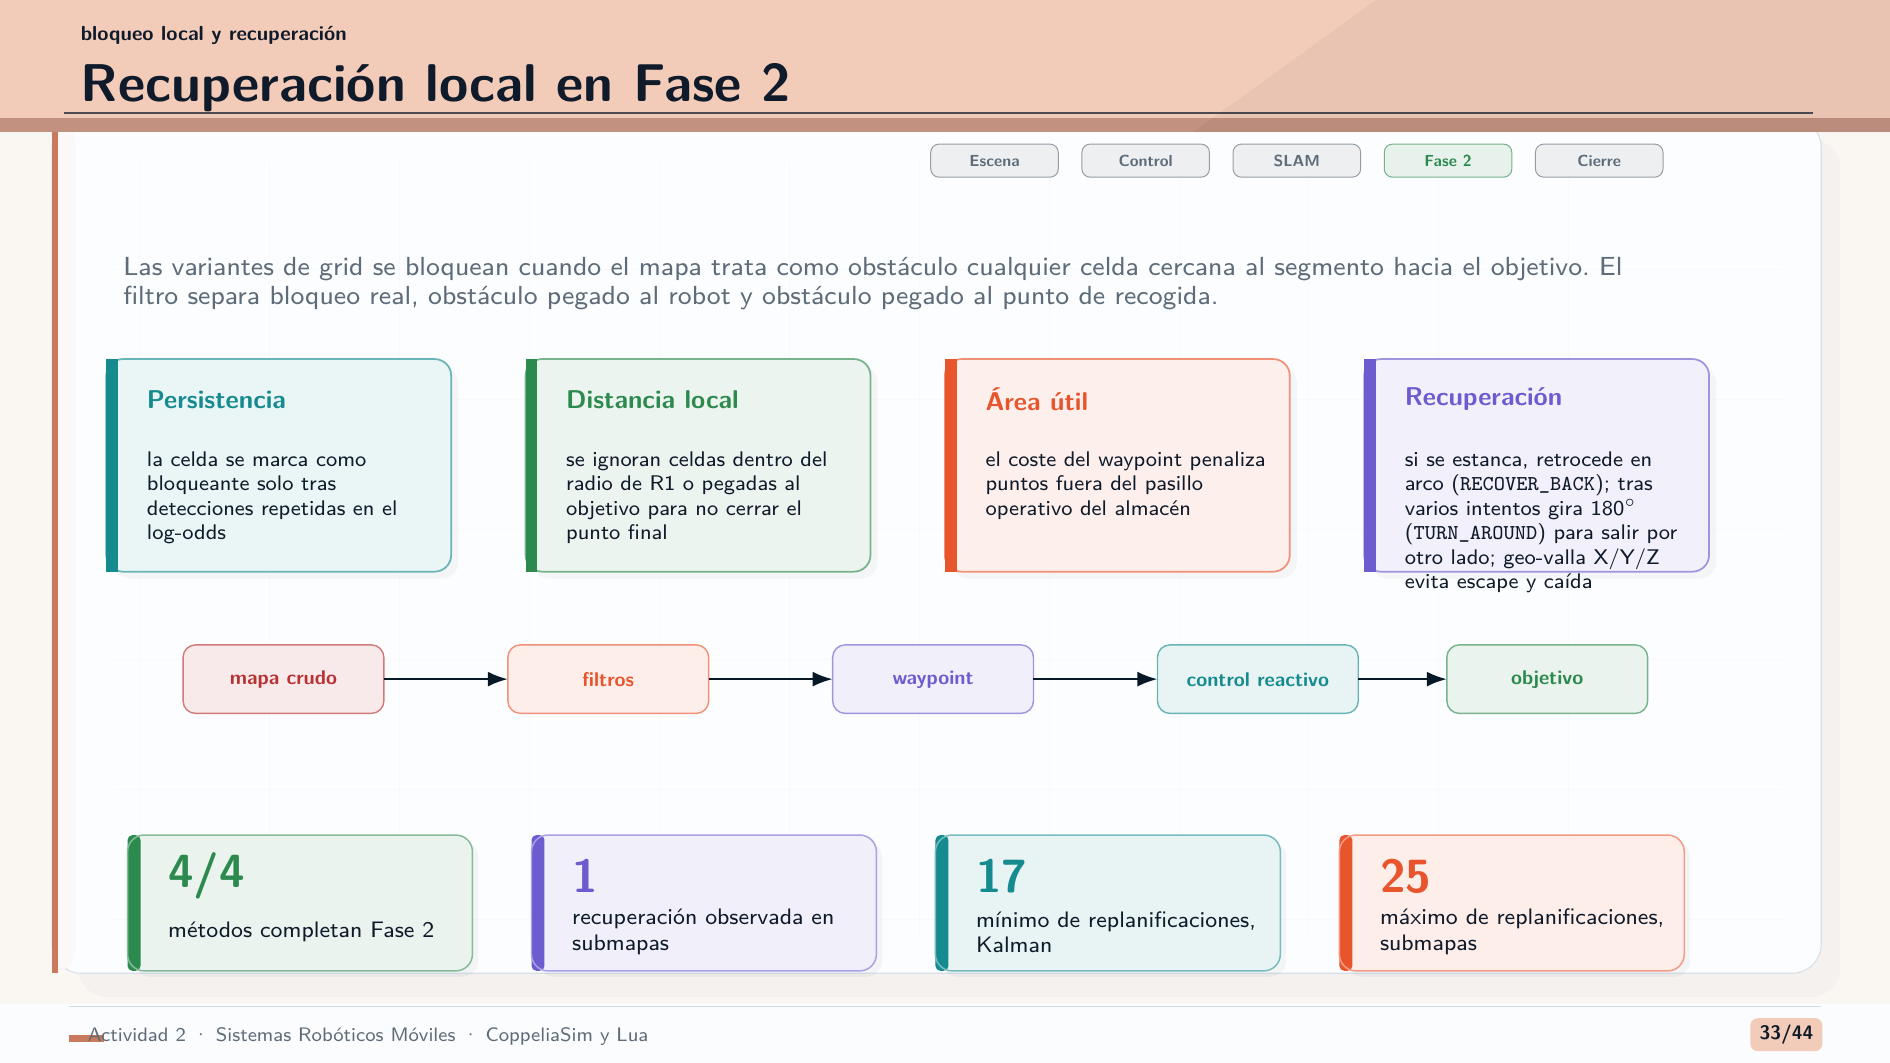 bloqueo local y recuperación
Recuperación local en Fase 2
Escena
Control
SLAM
Fase 2
Cierre
Las variantes de grid se bloquean cuando el mapa trata como obstáculo cualquier celda cercana al segmento hacia el objetivo. El
filtro separa bloqueo real, obstáculo pegado al robot y obstáculo pegado al punto de recogida.
Persistencia
la celda se marca como
bloqueante solo tras
detecciones repetidas en el
log-odds
Distancia local
se ignoran celdas dentro del
radio de R1 o pegadas al
objetivo para no cerrar el
punto final
Área útil
el coste del waypoint penaliza
puntos fuera del pasillo
operativo del almacén
Recuperación
si se estanca, retrocede en
arco (RECOVER_BACK); tras
varios intentos gira 180°
(TURN_AROUND) para salir por
otro lado; geo-valla X/Y/Z
evita escape y caída
mapa crudo
filtros
waypoint
control reactivo
objetivo
4/4
métodos completan Fase 2
1
recuperación observada en
submapas
17
mínimo de replanificaciones,
Kalman
25
máximo de replanificaciones,
submapas
Actividad 2 · Sistemas Robóticos Móviles · CoppeliaSim y Lua
33/44